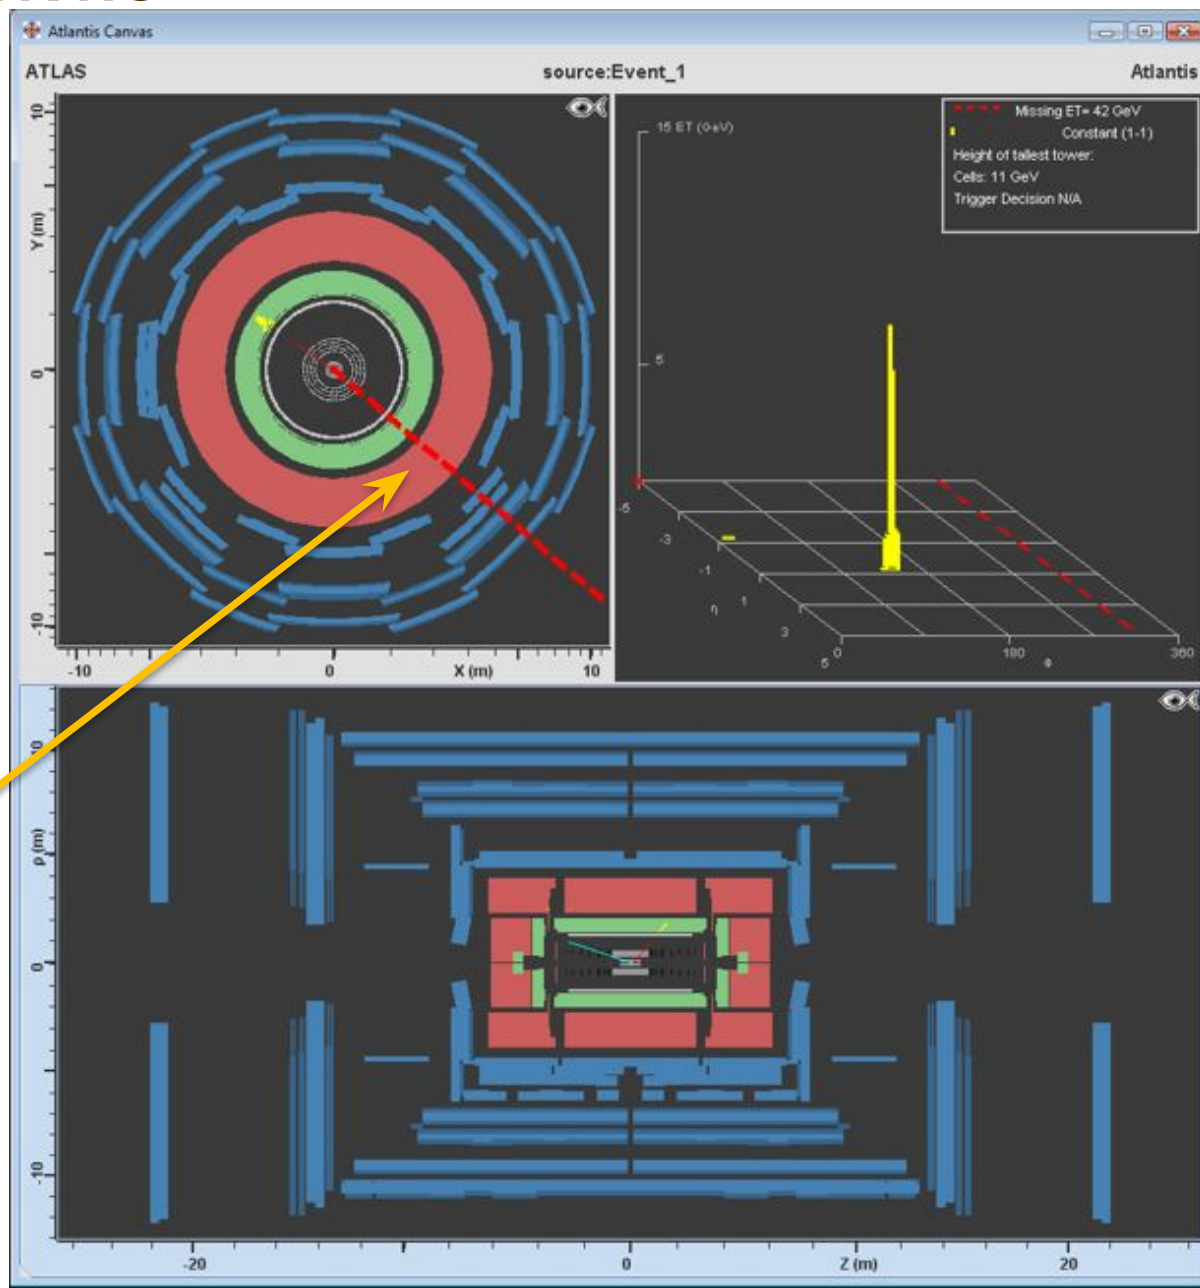 Atlantis Canvas
ATLAS source:Event_1 Atlantis
10
Y (m)
0
-10
-10 0 X (m) 10
15 ET (GeV)
5
-5
-3
-1
η 1
3
5 0 180 Φ 360
Missing ET= 42 GeV
Constant (1-1)
Height of tallest tower:
Cells: 11 GeV
Trigger Decision N/A
10
ρ (m)
0
-10
-20 0 Z (m) 20